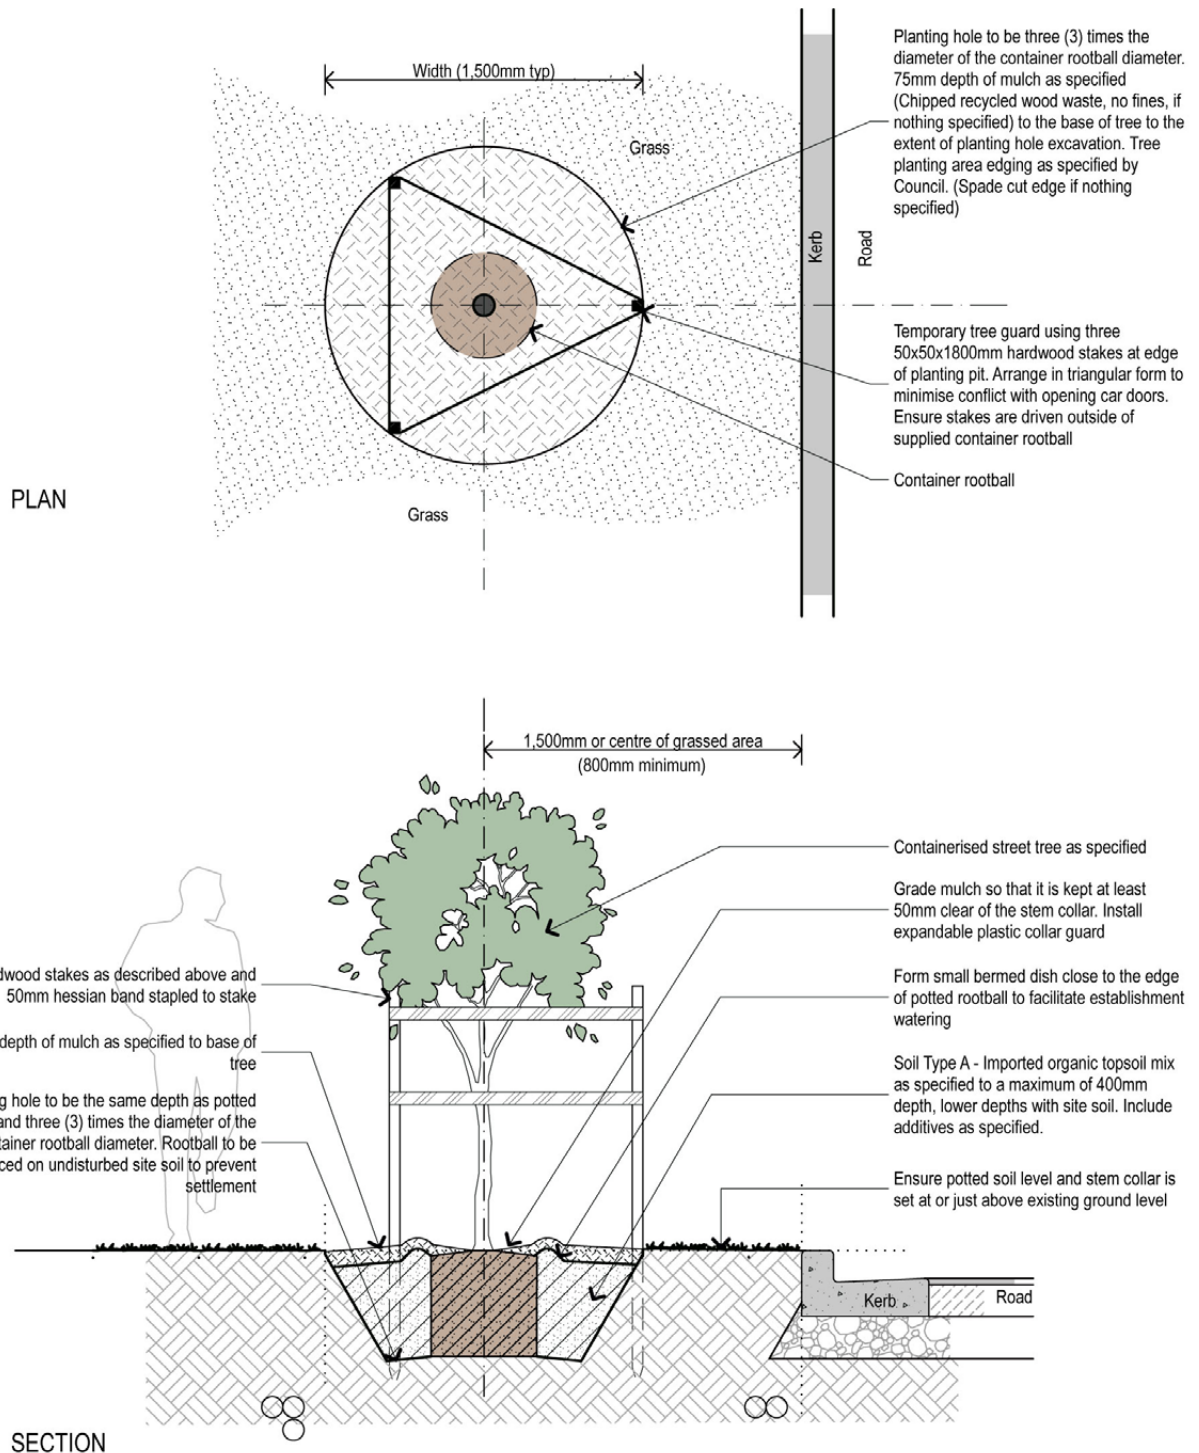 Width (1,500mm typ)
Grass
Planting hole to be three (3) times the
diameter of the container rootball diameter.
75mm depth of mulch as specified
(Chipped recycled wood waste, no fines, if
nothing specified) to the base of tree to the
extent of planting hole excavation. Tree
planting area edging as specified by
Council. (Spade cut edge if nothing
specified)
Kerb
Road
Temporary tree guard using three
50x50x1800mm hardwood stakes at edge
of planting pit. Arrange in triangular form to
minimise conflict with opening car doors.
Ensure stakes are driven outside of
supplied container rootball
Container rootball
PLAN
Grass
1,500mm or centre of grassed area
(800mm minimum)
Containerised street tree as specified
Grade mulch so that it is kept at least
50mm clear of the stem collar. Install
expandable plastic collar guard
Form small bermed dish close to the edge
of potted rootball to facilitate establishment
watering
Soil Type A - Imported organic topsoil mix
as specified to a maximum of 400mm
depth, lower depths with site soil. Include
additives as specified.
Ensure potted soil level and stem collar is
set at or just above existing ground level
dwood stakes as described above and
50mm hessian band stapled to stake
depth of mulch as specified to base of
tree
g hole to be the same depth as potted
and three (3) times the diameter of the
tainer rootball diameter. Rootball to be
ced on undisturbed site soil to prevent
settlement
Kerb
Road
SECTION